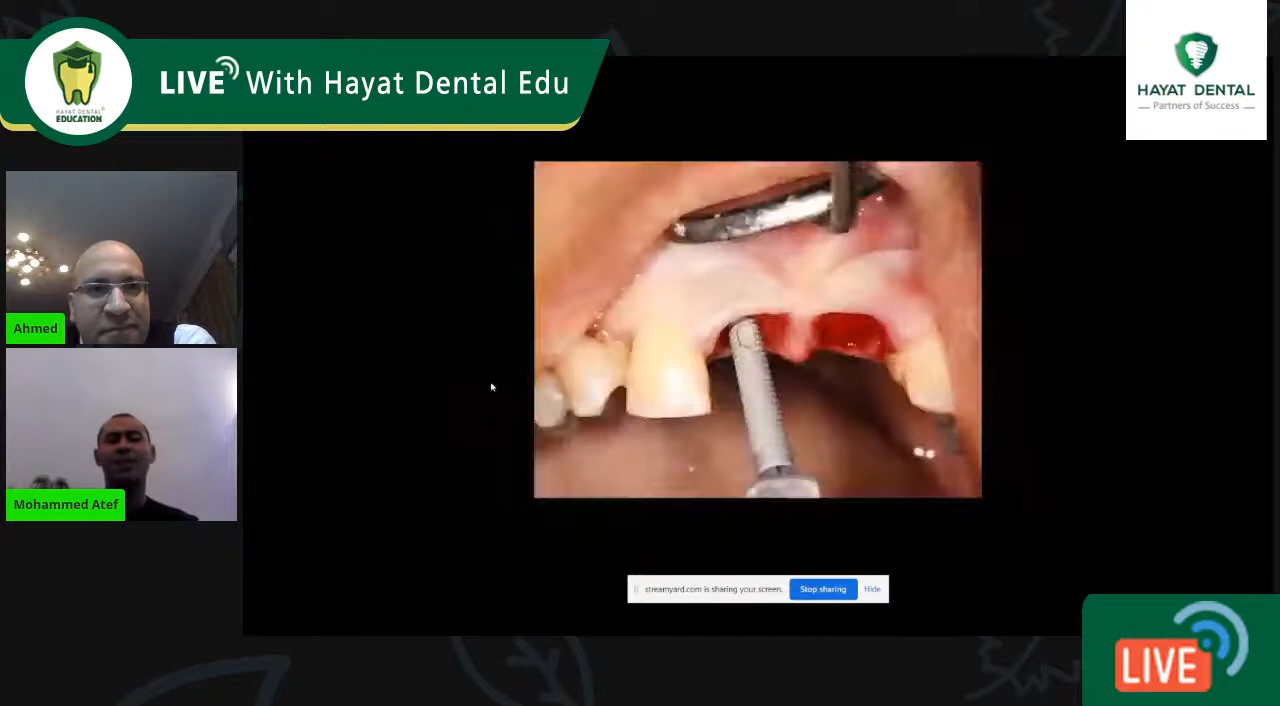 LIVE With Hayat Dental Edu
HAYAT DENTAL
EDUCATION
HAYAT DENTAL
Partners of Success
Ahmed
Mohammed Atef
streamyard.com is sharing your screen.
Stop sharing
Hide
LIVE